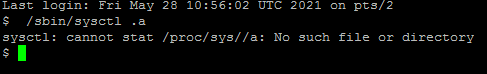 Last login: Fri May 28 10:56:02 UTC 2021 on pts/2
$  /sbin/sysctl .a
sysctl: cannot stat /proc/sys//a: No such file or directory
$